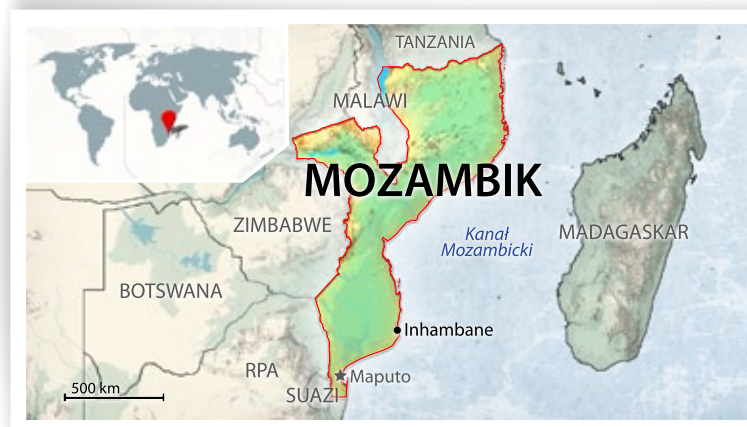 TANZANIA
MALAWI
MOZAMBIK
ZIMBABWE
Kanał
Mozambicki
MADAGASKAR
BOTSWANA
Inhambane
RPA
Maputo
500 km
SUAZI